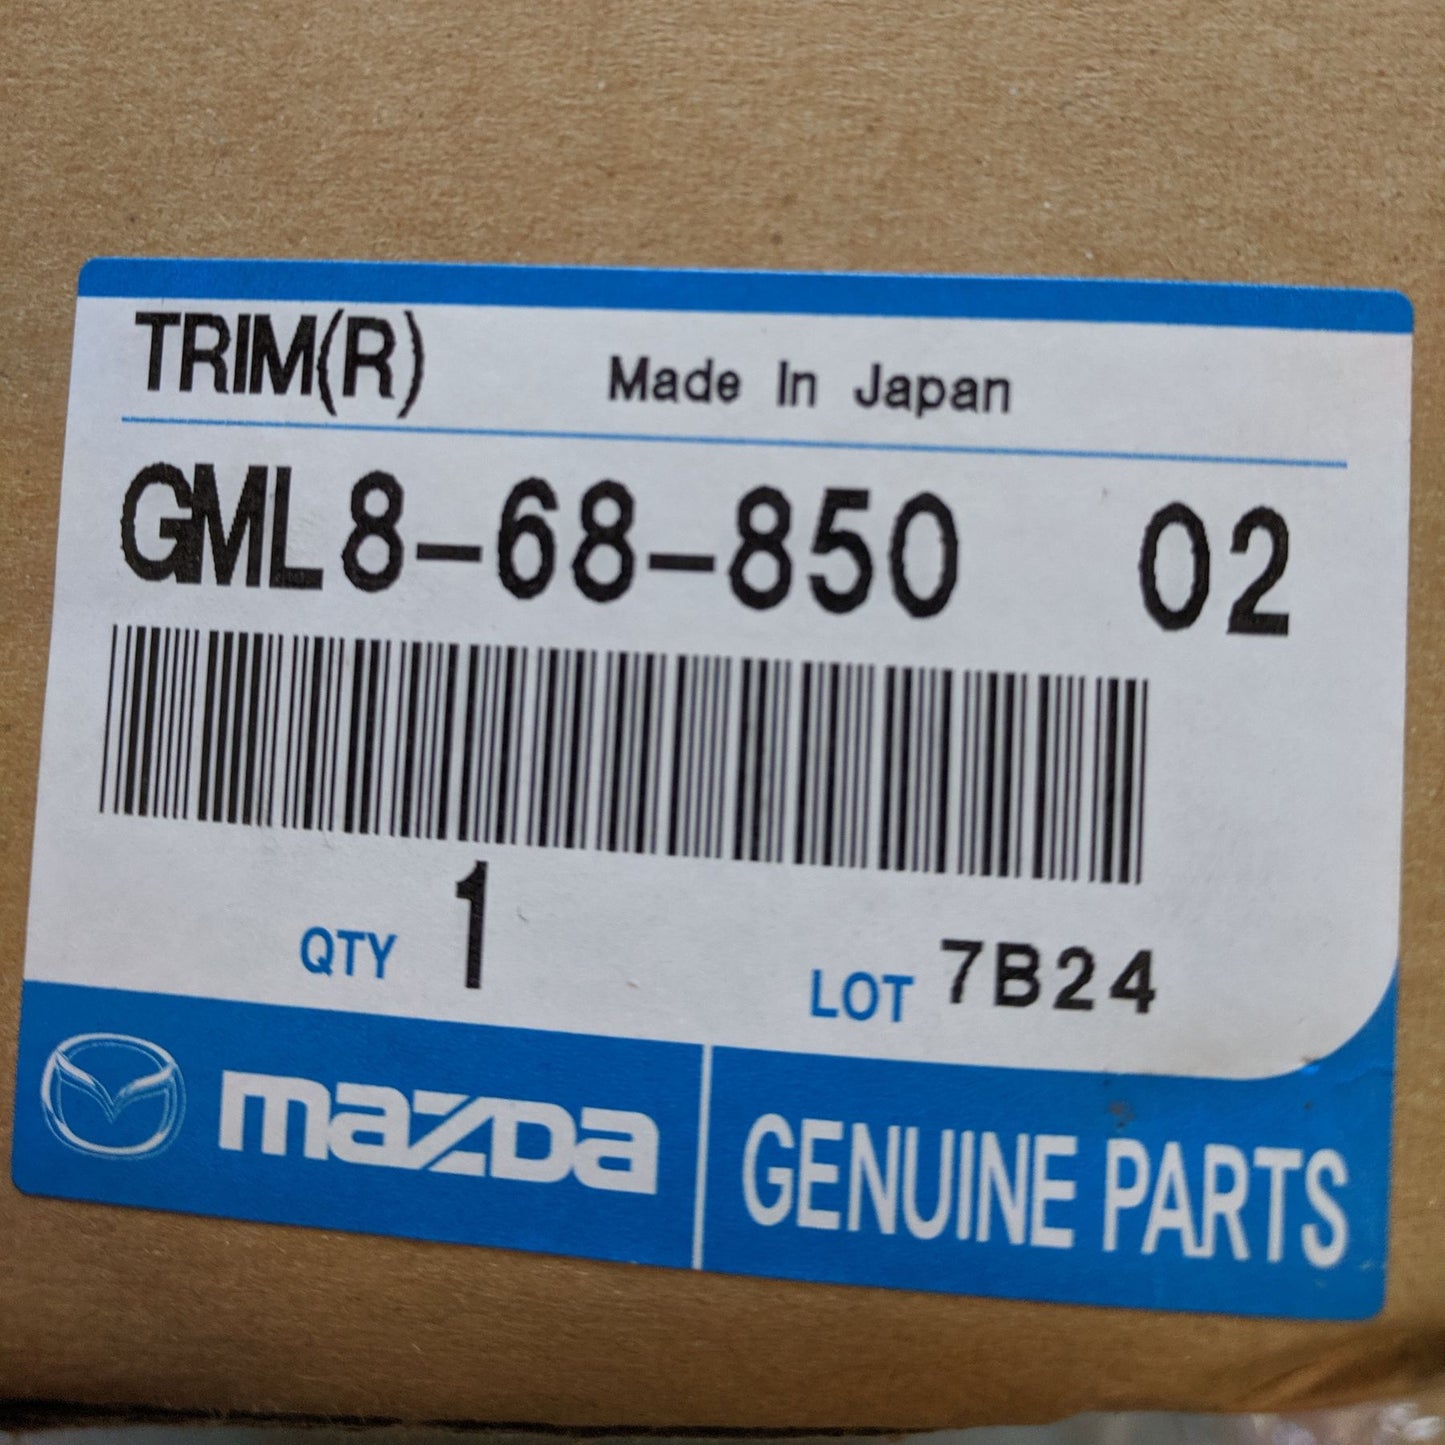 TRIM(R) Made In Japan
GML8-68-850 02
QTY 1 LOT 7B24
mazda GENUINE PARTS